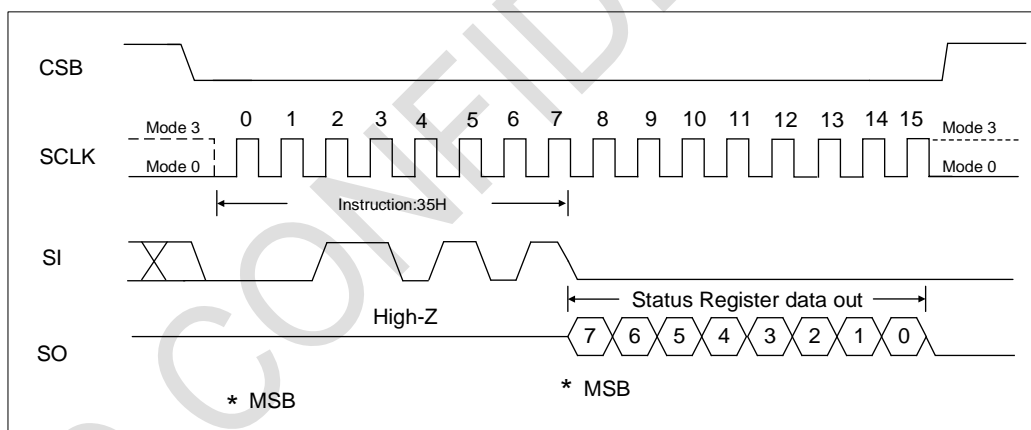 CSB
0 1 2 3 4 5 6 7 8 9 10 11 12 13 14 15
Mode 3
Mode 3
SCLK
Mode 0
Mode 0
Instruction:35H
SI
Status Register data out
High-Z
SO
7 6 5 4 3 2 1 0
* MSB
* MSB